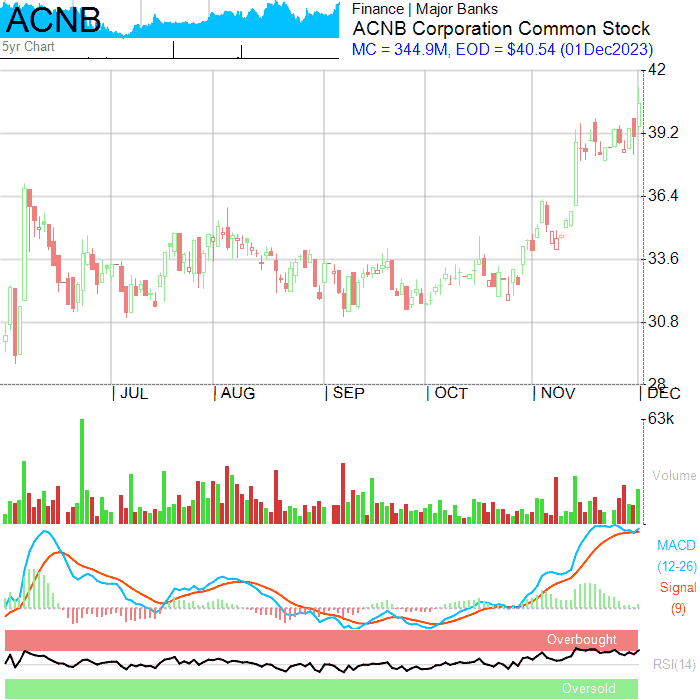 ACNB
5yr Chart
Finance | Major Banks
ACNB Corporation Common Stock
MC = 344.9M, EOD = $40.54 (01Dec2023)
42
39.2
36.4
33.6
30.8
28
JUL AUG SEP OCT NOV DEC
63k
Volume
MACD
(12-26)
Signal
(9)
Overbought
RSI(14)
Oversold